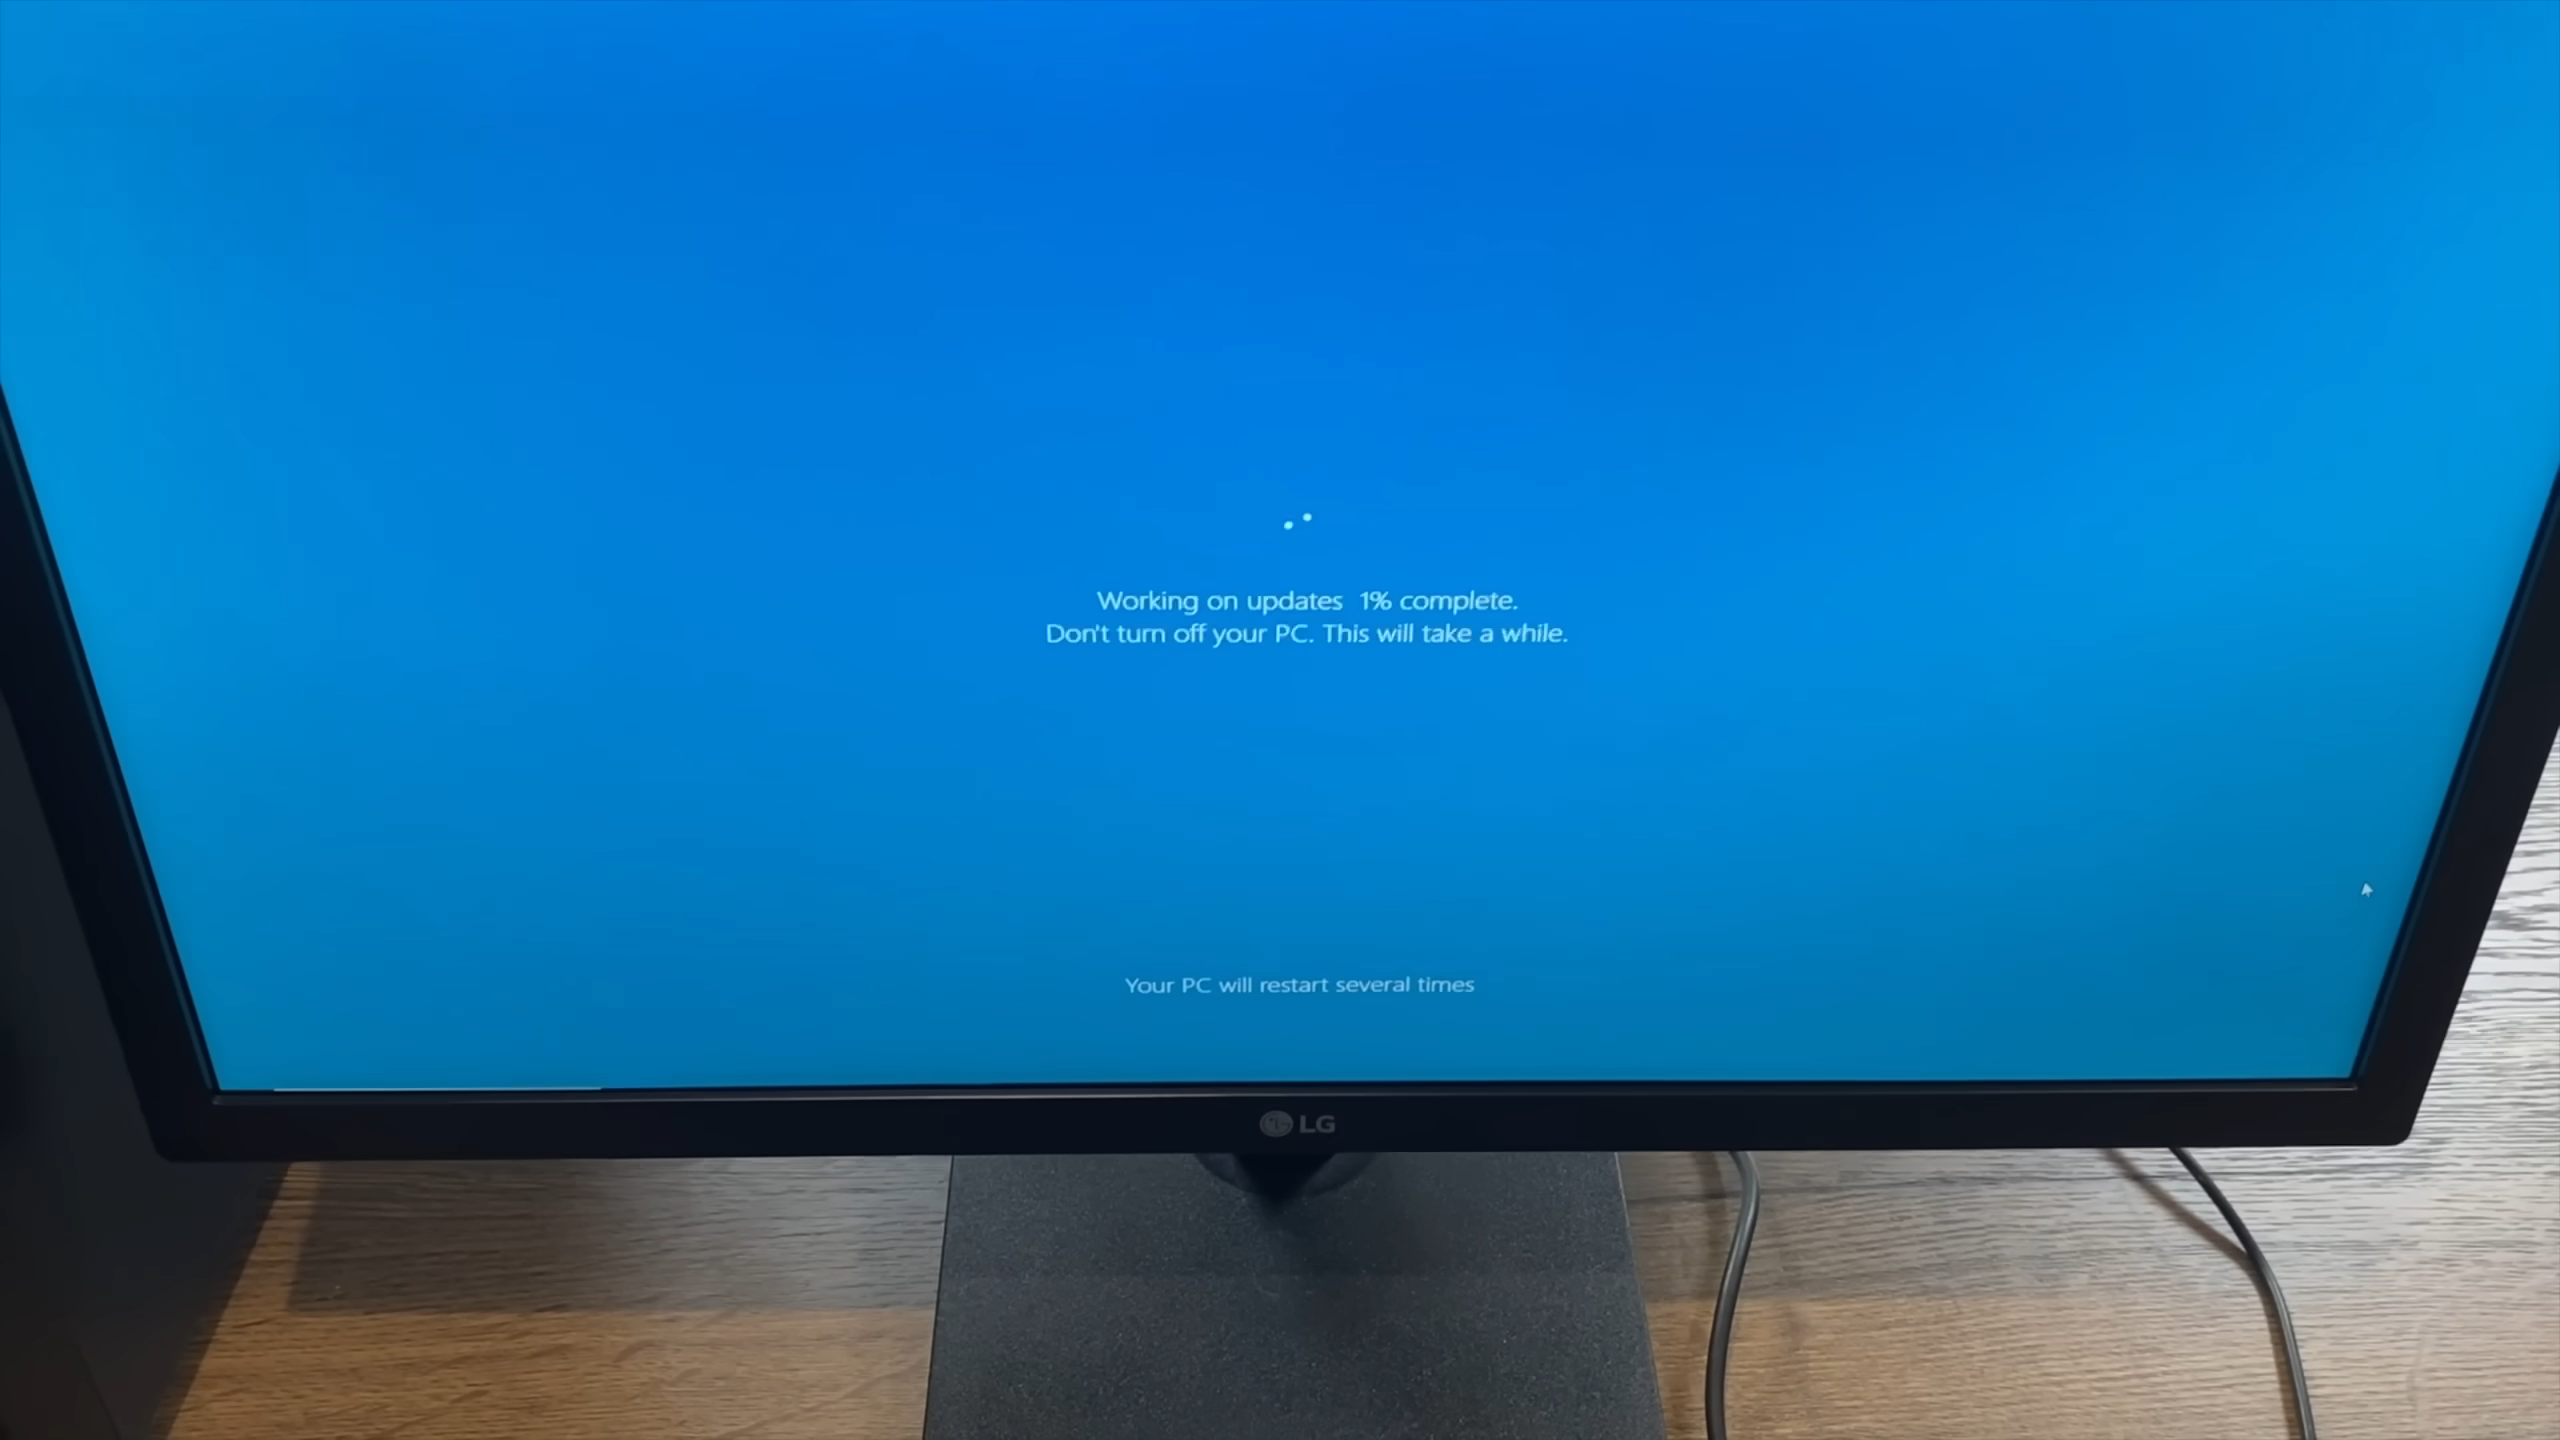 Working on updates  1% complete.
Don't turn off your PC. This will take a while.
Your PC will restart several times
LG